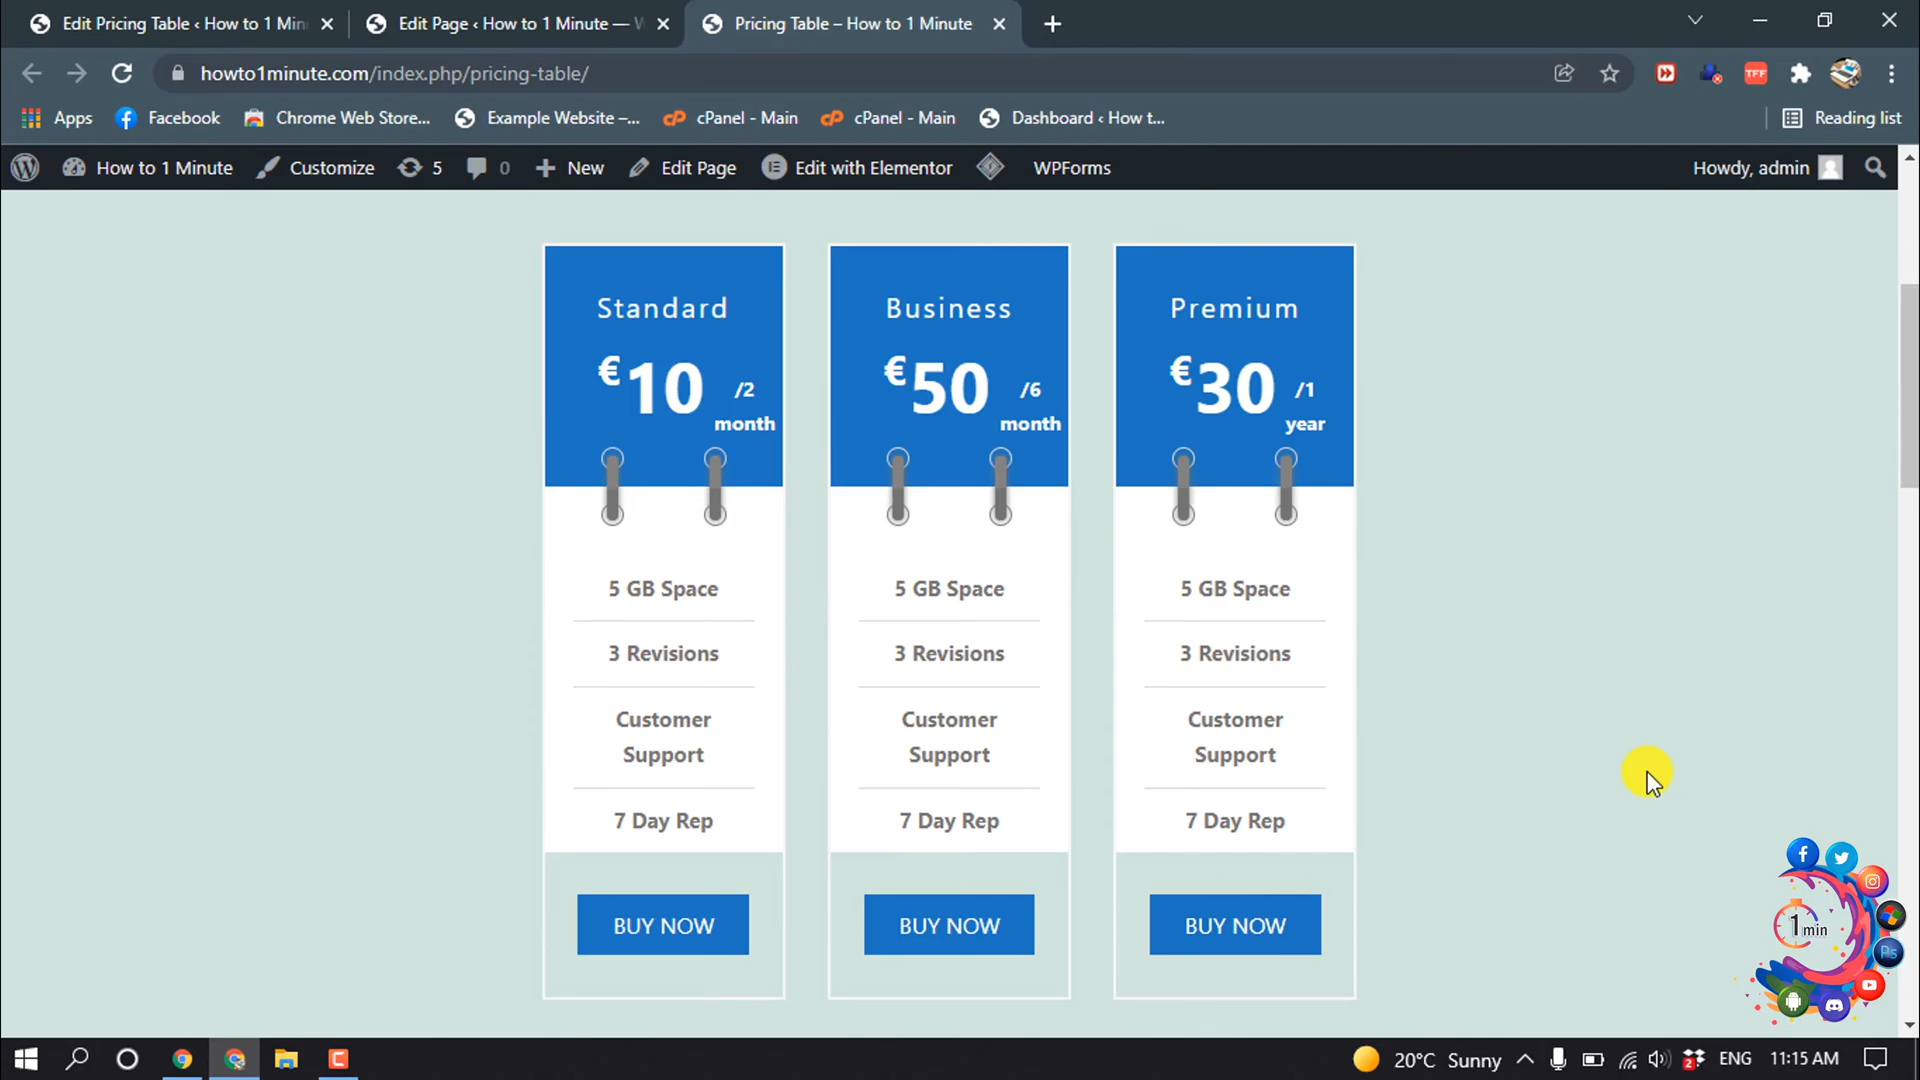 Edit Pricing Table ‹ How to 1 Min
Edit Page ‹ How to 1 Minute —
Pricing Table – How to 1 Minute
howto1minute.com/index.php/pricing-table/
TFF
Apps
Facebook
Chrome Web Store...
Example Website –...
cPanel - Main
cPanel - Main
Dashboard ‹ How t...
Reading list
How to 1 Minute
Customize
5
0
New
Edit Page
Edit with Elementor
WPForms
Howdy, admin
Standard
€10 /2 month
Business
€50 /6 month
Premium
€30 /1 year
5 GB Space
5 GB Space
5 GB Space
3 Revisions
3 Revisions
3 Revisions
Customer Support
Customer Support
Customer Support
7 Day Rep
7 Day Rep
7 Day Rep
BUY NOW
BUY NOW
BUY NOW
1 min
Ps
20°C Sunny
2
ENG
11:15 AM